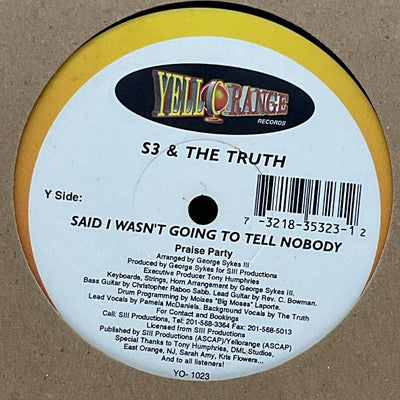 YELLORANGE
RECORDS
S3 & THE TRUTH
Y Side:
7 -3218-35323-1 2
SAID I WASN'T GOING TO TELL NOBODY
Praise Party
Arranged by George Sykes III
Produced by George Sykes for SIII Productions
Executive Producer Tony Humphries
Keyboards, Strings, Horn Arrangement by George Sykes III.
Bass Guitar by Christopher Raboo Sabb. Lead Guitar by Rev. C. Bowman.
Drum Programming by Moises "Big Moses" Laporte,
Lead Vocals by Pamela McDaniels. Background Vocals by The Truth
For Contact and Bookings
Call: SIII Productions, Tel: 201-568-3364 Fax: 201-568-5013
Licensed from SIII Productions
Published by SIII Productions (ASCAP)/Yellorange (ASCAP)
Special Thanks to Tony Humphries, DML Studios,
East Orange, NJ, Sarah Amy, Kris Flowers...
And to all the listeners!
YO- 1023